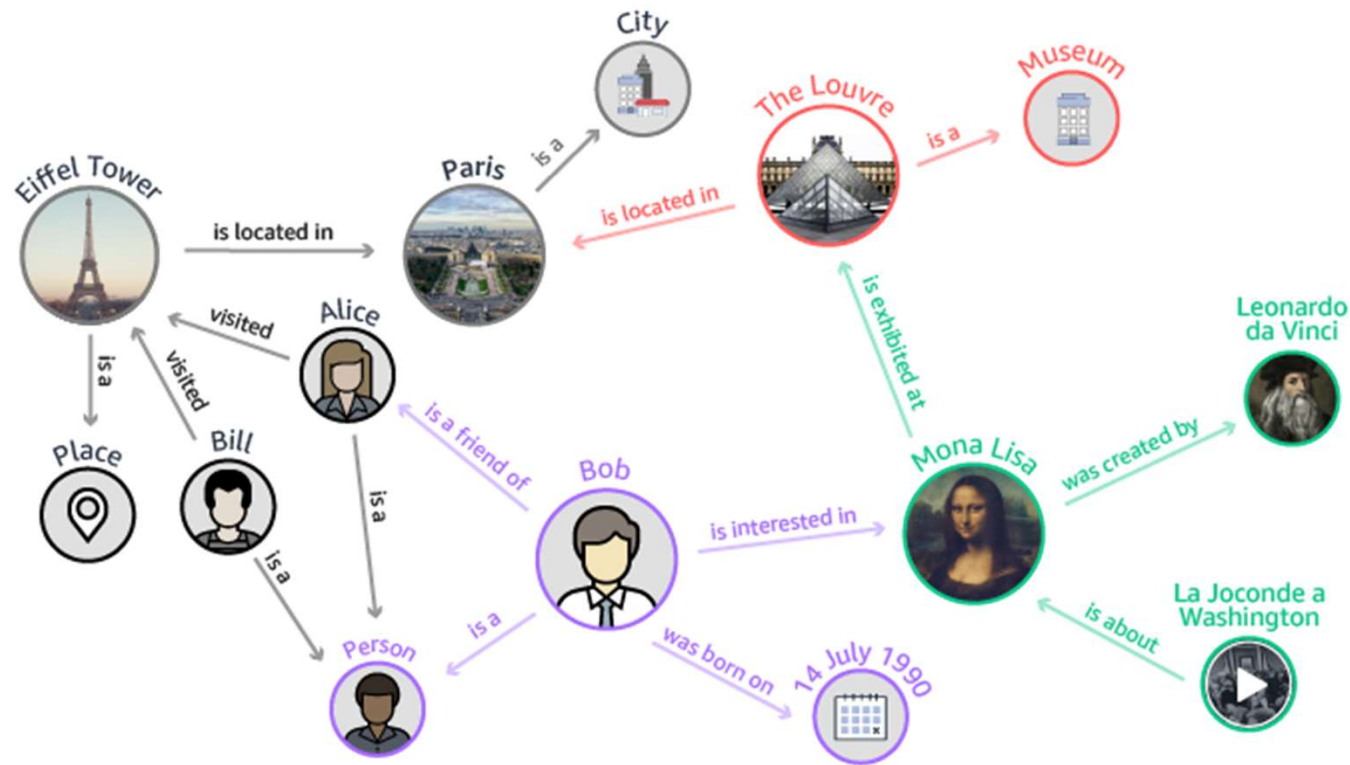 City
Museum
The Louvre
is a
is a
Eiffel Tower
Paris
is located in
is located in
Alice
visited
is exhibited at
Leonardo
da Vinci
is a
visited
is a friend of
Place
Bill
Bob
Mona Lisa
was created by
is a
is interested in
is a
La Joconde a
Washington
is about
is a
Person
was born on
14 July 1990